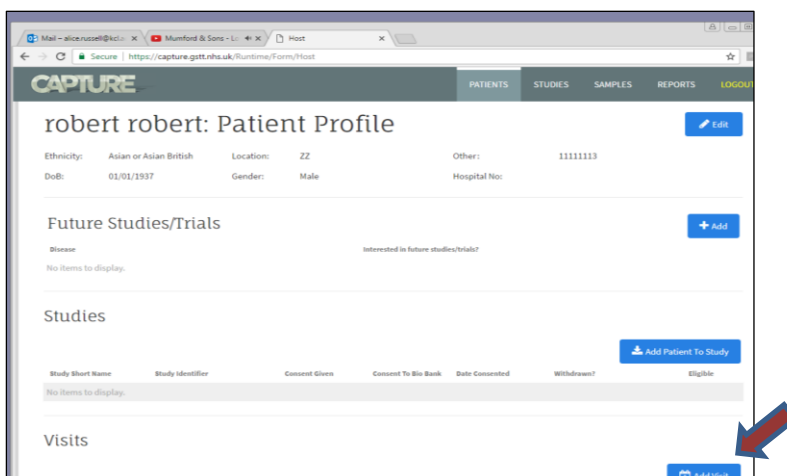 Mail – alice.russell@kcl.a Mumford & Sons - Lo Host
Secure | https://capture.gstt.nhs.uk/Runtime/Form/Host
CAPTURE PATIENTS STUDIES SAMPLES REPORTS LOGOUT
robert robert: Patient Profile Edit
Ethnicity: Asian or Asian British Location: ZZ Other: 11111113
DoB: 01/01/1937 Gender: Male Hospital No:
Future Studies/Trials + Add
Disease Interested in future studies/trials?
No items to display.
Studies
Add Patient To Study
Study Short Name Study Identifier Consent Given Consent To Bio Bank Date Consented Withdrawn? Eligible
No items to display.
Visits
Add Visit